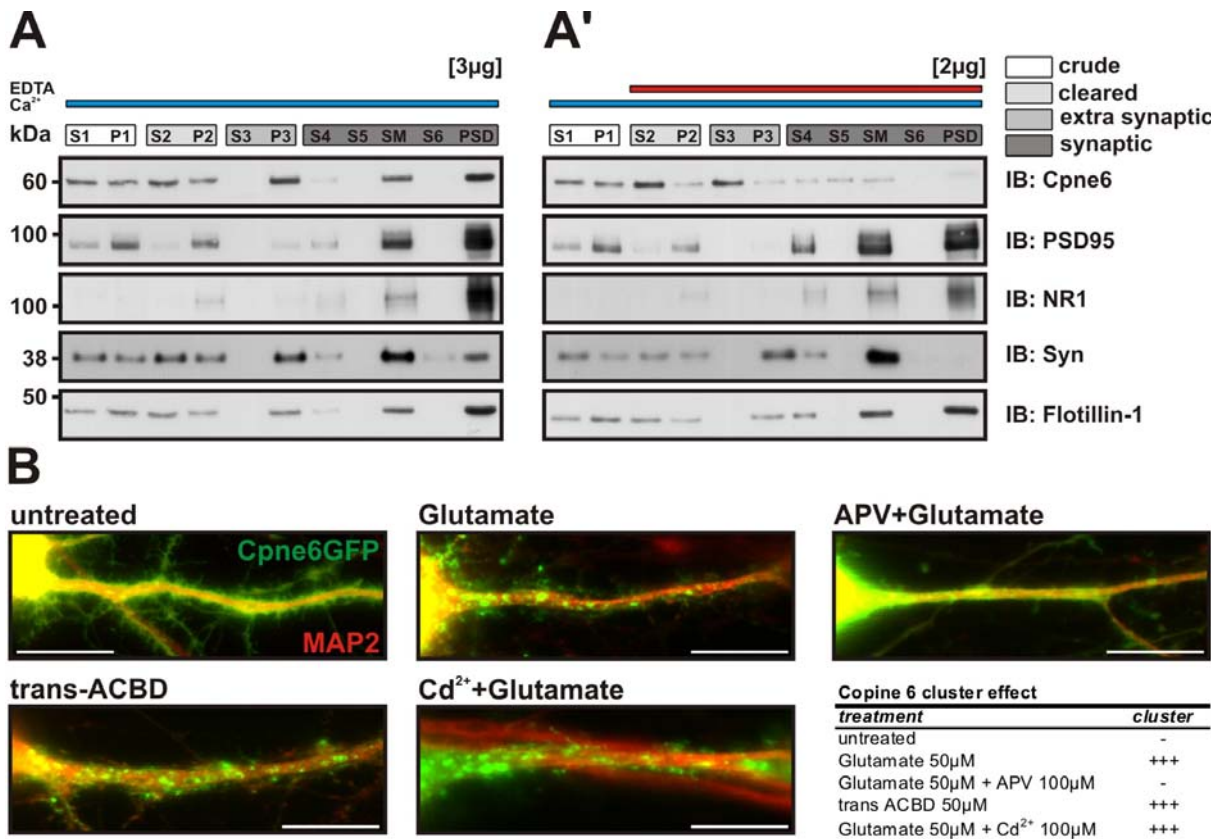 A
A'
[3µg]
[2µg]
EDTA
Ca²⁺
kDa
S1 P1 S2 P2 S3 P3 S4 S5 SM S6 PSD
S1 P1 S2 P2 S3 P3 S4 S5 SM S6 PSD
crude
cleared
extra synaptic
synaptic
60
IB: Cpne6
100
IB: PSD95
100
IB: NR1
38
IB: Syn
50
IB: Flotillin-1
B
untreated
Cpne6GFP
MAP2
Glutamate
APV+Glutamate
trans-ACBD
Cd²⁺+Glutamate
Copine 6 cluster effect
treatment cluster
untreated -
Glutamate 50µM +++
Glutamate 50µM + APV 100µM -
trans ACBD 50µM +++
Glutamate 50µM + Cd²⁺ 100µM +++